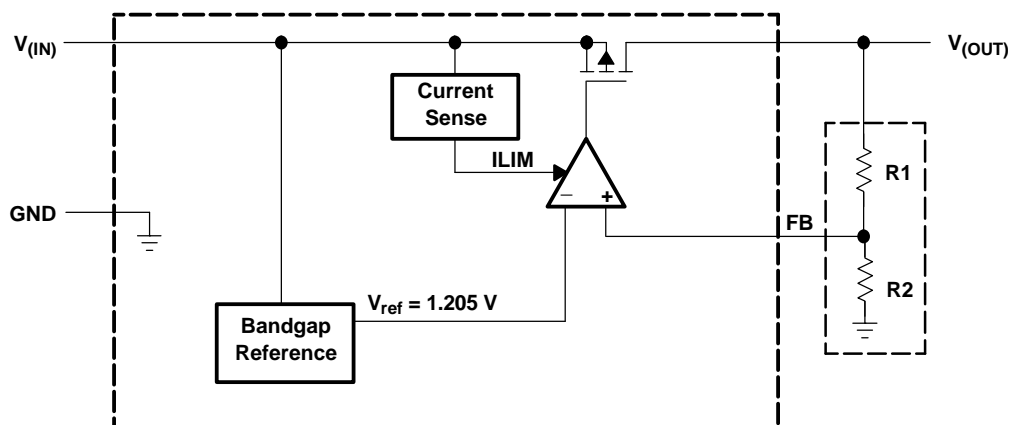 V(IN)
V(OUT)
Current
Sense
ILIM
R1
GND
− +
FB
R2
Vref = 1.205 V
Bandgap
Reference